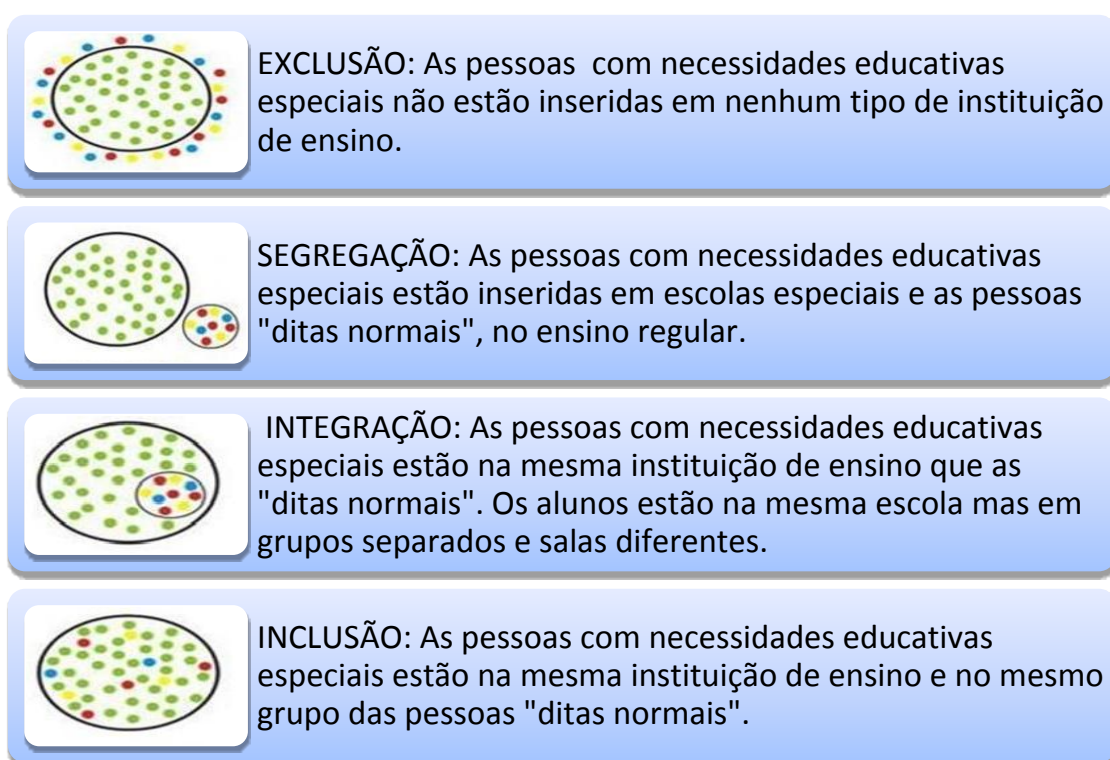 EXCLUSÃO: As pessoas com necessidades educativas
especiais não estão inseridas em nenhum tipo de instituição
de ensino.
SEGREGAÇÃO: As pessoas com necessidades educativas
especiais estão inseridas em escolas especiais e as pessoas
"ditas normais", no ensino regular.
INTEGRAÇÃO: As pessoas com necessidades educativas
especiais estão na mesma instituição de ensino que as
"ditas normais". Os alunos estão na mesma escola mas em
grupos separados e salas diferentes.
INCLUSÃO: As pessoas com necessidades educativas
especiais estão na mesma instituição de ensino e no mesmo
grupo das pessoas "ditas normais".